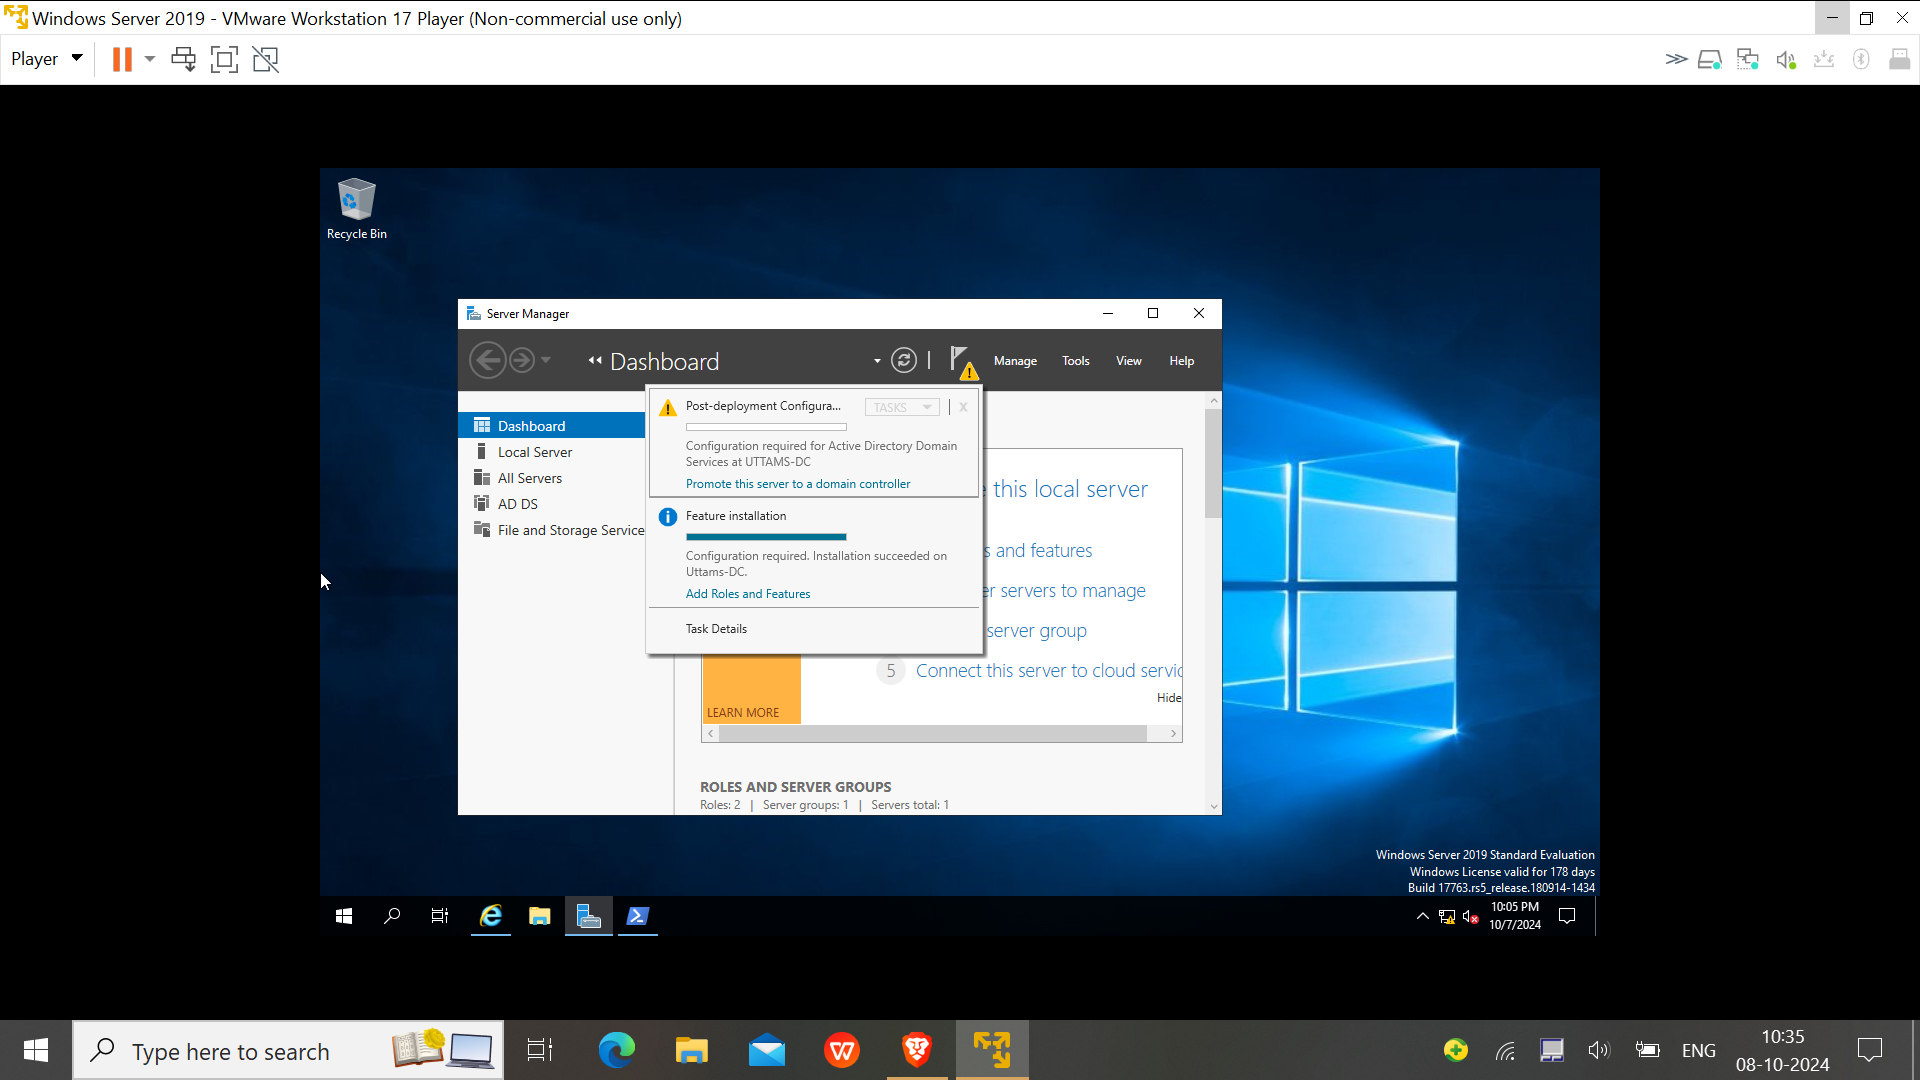 Windows Server 2019 - VMware Workstation 17 Player (Non-commercial use only)
Player
Recycle Bin
Server Manager
Dashboard
Manage Tools View Help
Dashboard
Local Server
All Servers
AD DS
File and Storage Service
Post-deployment Configura...
TASKS
X
Configuration required for Active Directory Domain
Services at UTTAMS-DC
Promote this server to a domain controller
Feature installation
Configuration required. Installation succeeded on
Uttams-DC.
Add Roles and Features
Task Details
this local server
and features
servers to manage
server group
5 Connect this server to cloud servic
Hide
LEARN MORE
ROLES AND SERVER GROUPS
Roles: 2 | Server groups: 1 | Servers total: 1
Windows Server 2019 Standard Evaluation
Windows License valid for 178 days
Build 17763.rs5_release.180914-1434
10:05 PM
10/7/2024
Type here to search
ENG
10:35
08-10-2024